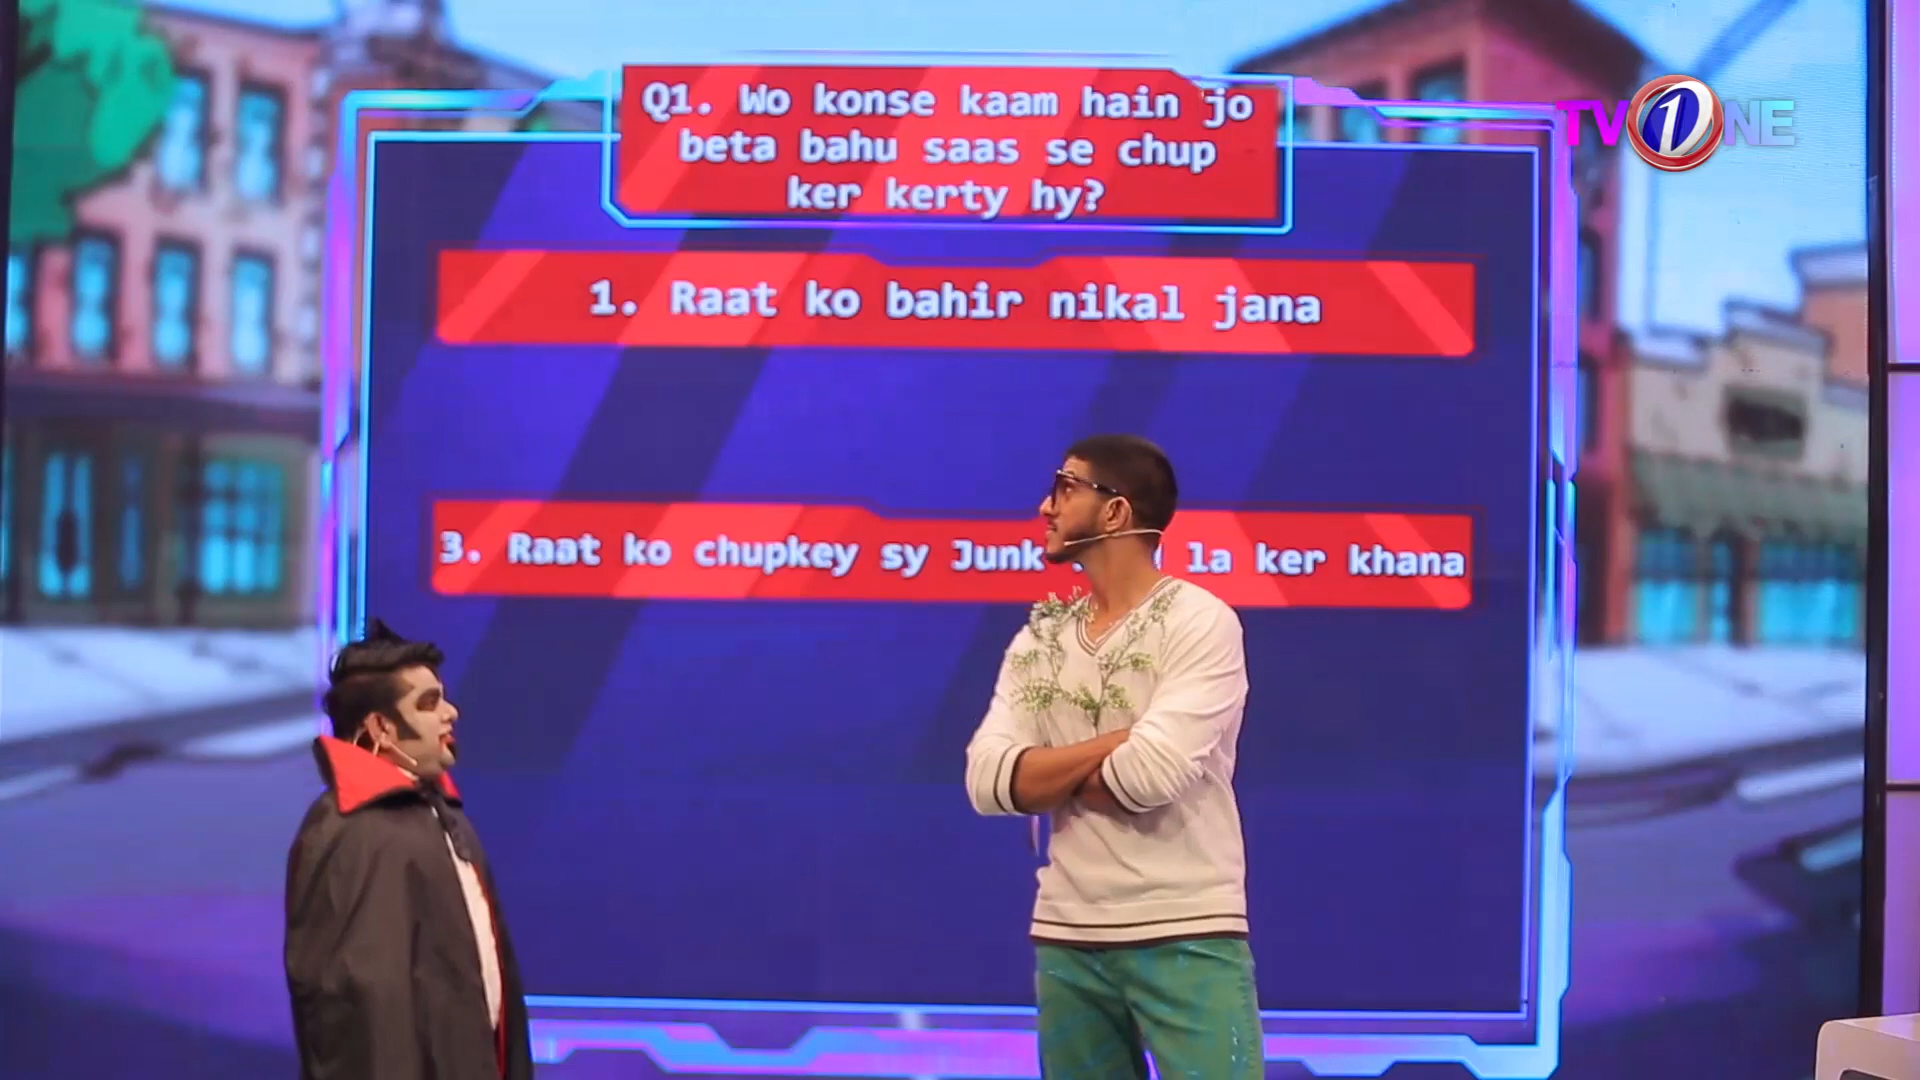 TV ONE
Q1. Wo konse kaam hain jo
beta bahu saas se chup
ker kerty hy?
1. Raat ko bahir nikal jana
3. Raat ko chupkey sy Junk la ker khana